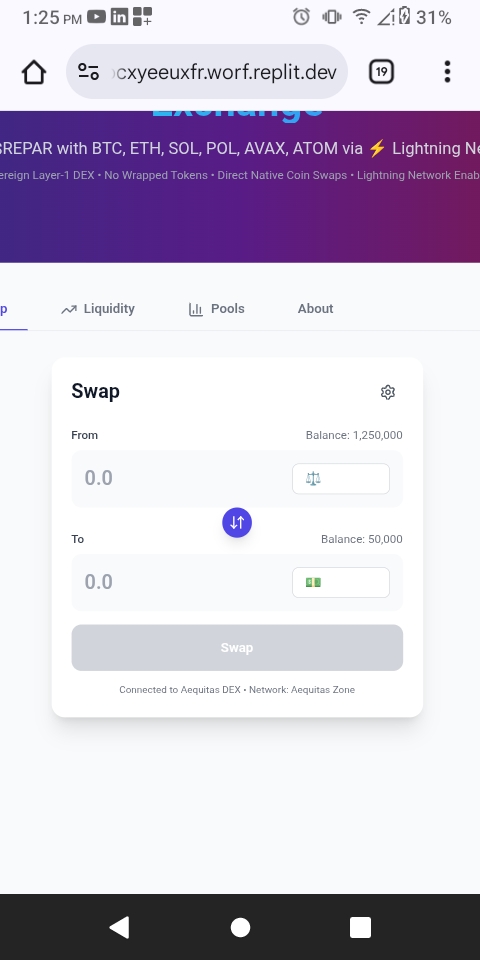 1:25 PM
31%
cxyeeuxfr.worf.replit.dev
19
Exchange
$REPAR with BTC, ETH, SOL, POL, AVAX, ATOM via ⚡ Lightning Ne
ereign Layer-1 DEX • No Wrapped Tokens • Direct Native Coin Swaps • Lightning Network Enab
p
Liquidity
Pools
About
Swap
From
Balance: 1,250,000
0.0
To
Balance: 50,000
0.0
Swap
Connected to Aequitas DEX • Network: Aequitas Zone